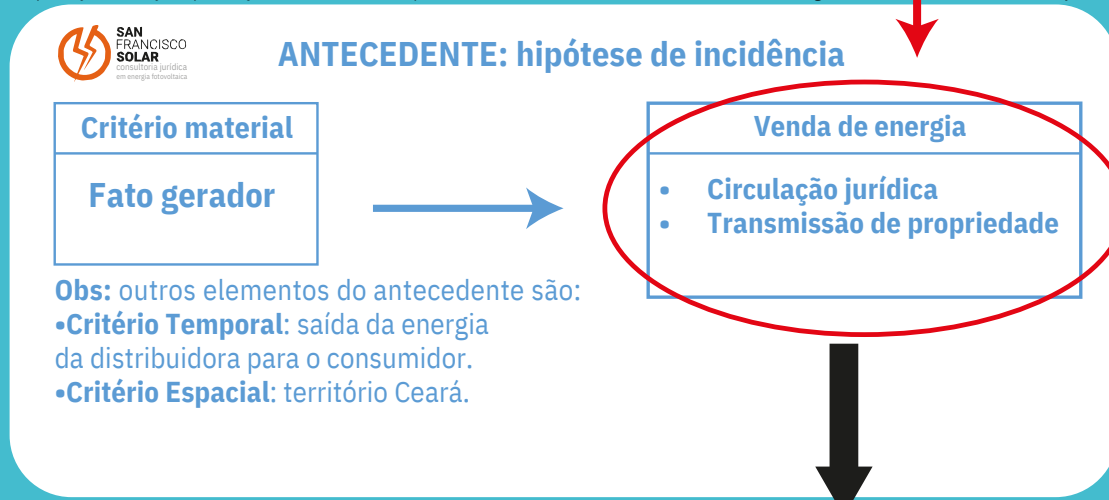 SAN
FRANCISCO
SOLAR
consultoria jurídica
em energia fotovoltaica
ANTECEDENTE: hipótese de incidência
Critério material
Fato gerador
Venda de energia
• Circulação jurídica
• Transmissão de propriedade
Obs: outros elementos do antecedente são:
•Critério Temporal: saída da energia
da distribuidora para o consumidor.
•Critério Espacial: território Ceará.